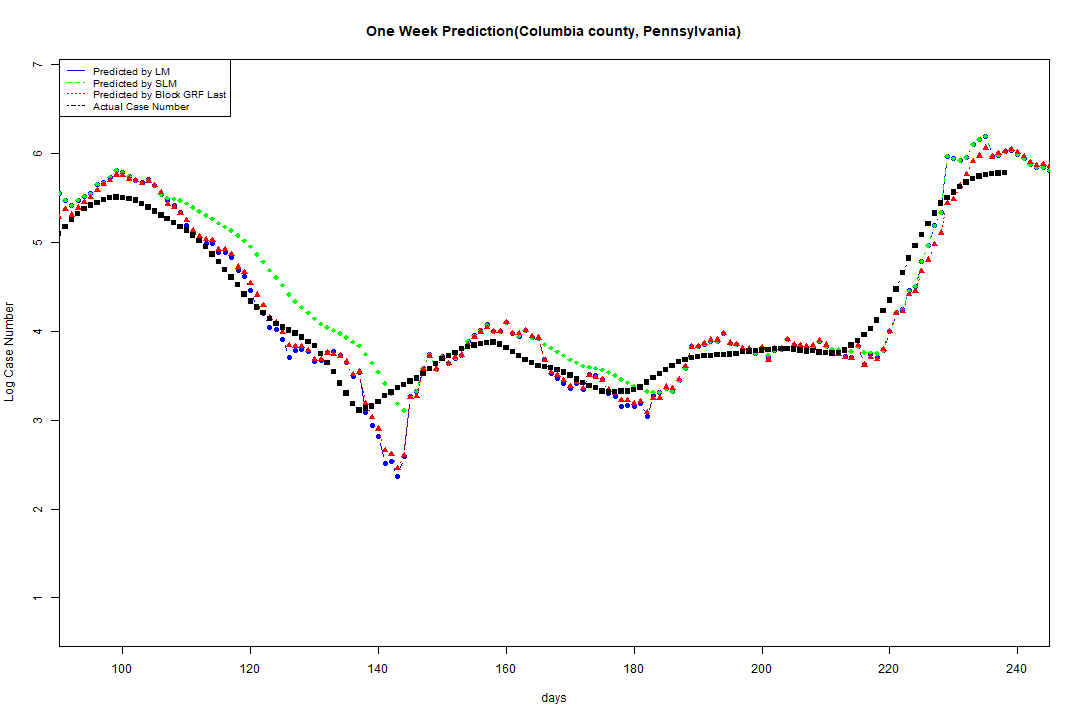 One Week Prediction(Columbia county, Pennsylvania)
Predicted by LM
Predicted by SLM
Predicted by Block GRF Last
Actual Case Number
7
6
5
4
3
2
1
Log Case Number
100 120 140 160 180 200 220 240
days